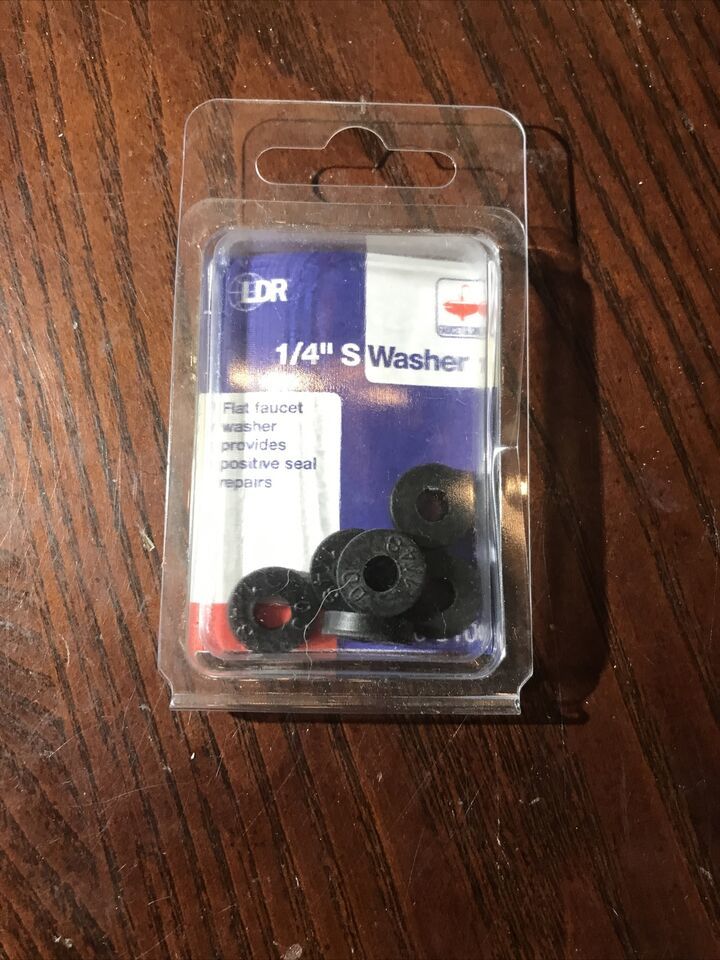 LDR
1/4" S Washer
Flat faucet
washer
provides
positive seal
repairs